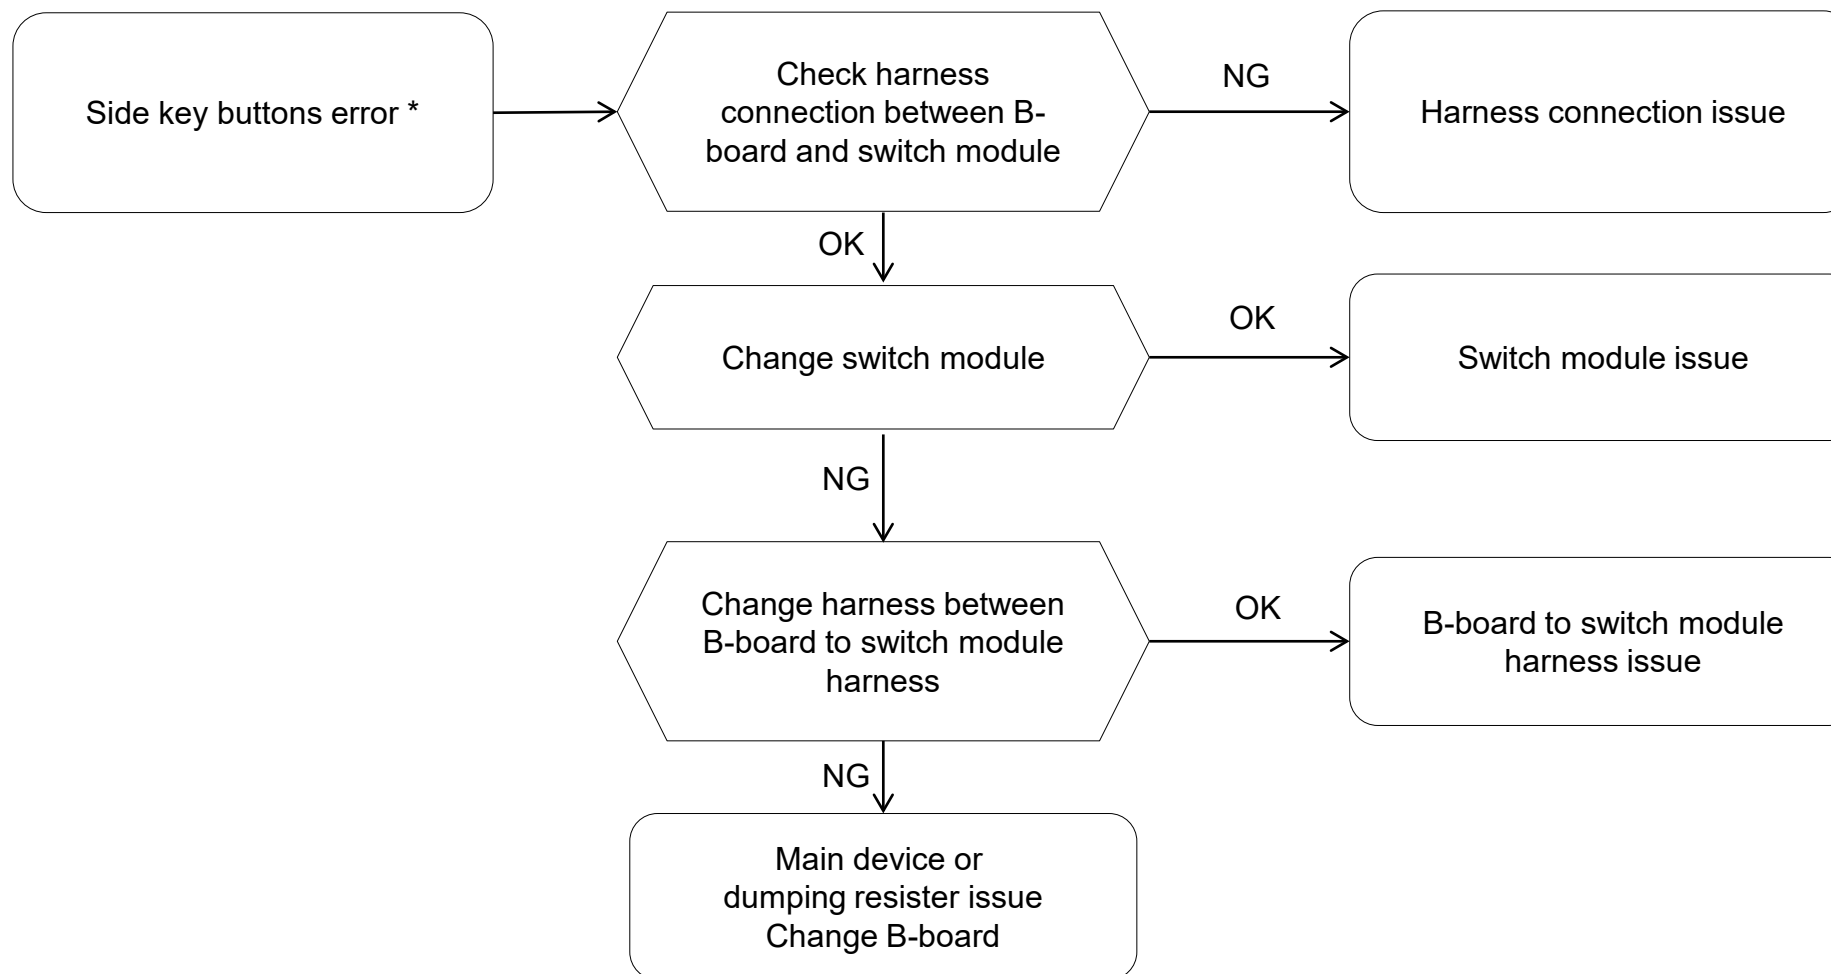 Side key buttons error *
Check harness
connection between B-
board and switch module
NG
Harness connection issue
OK
Change switch module
OK
Switch module issue
NG
Change harness between
B-board to switch module
harness
OK
B-board to switch module
harness issue
NG
Main device or
dumping resister issue
Change B-board